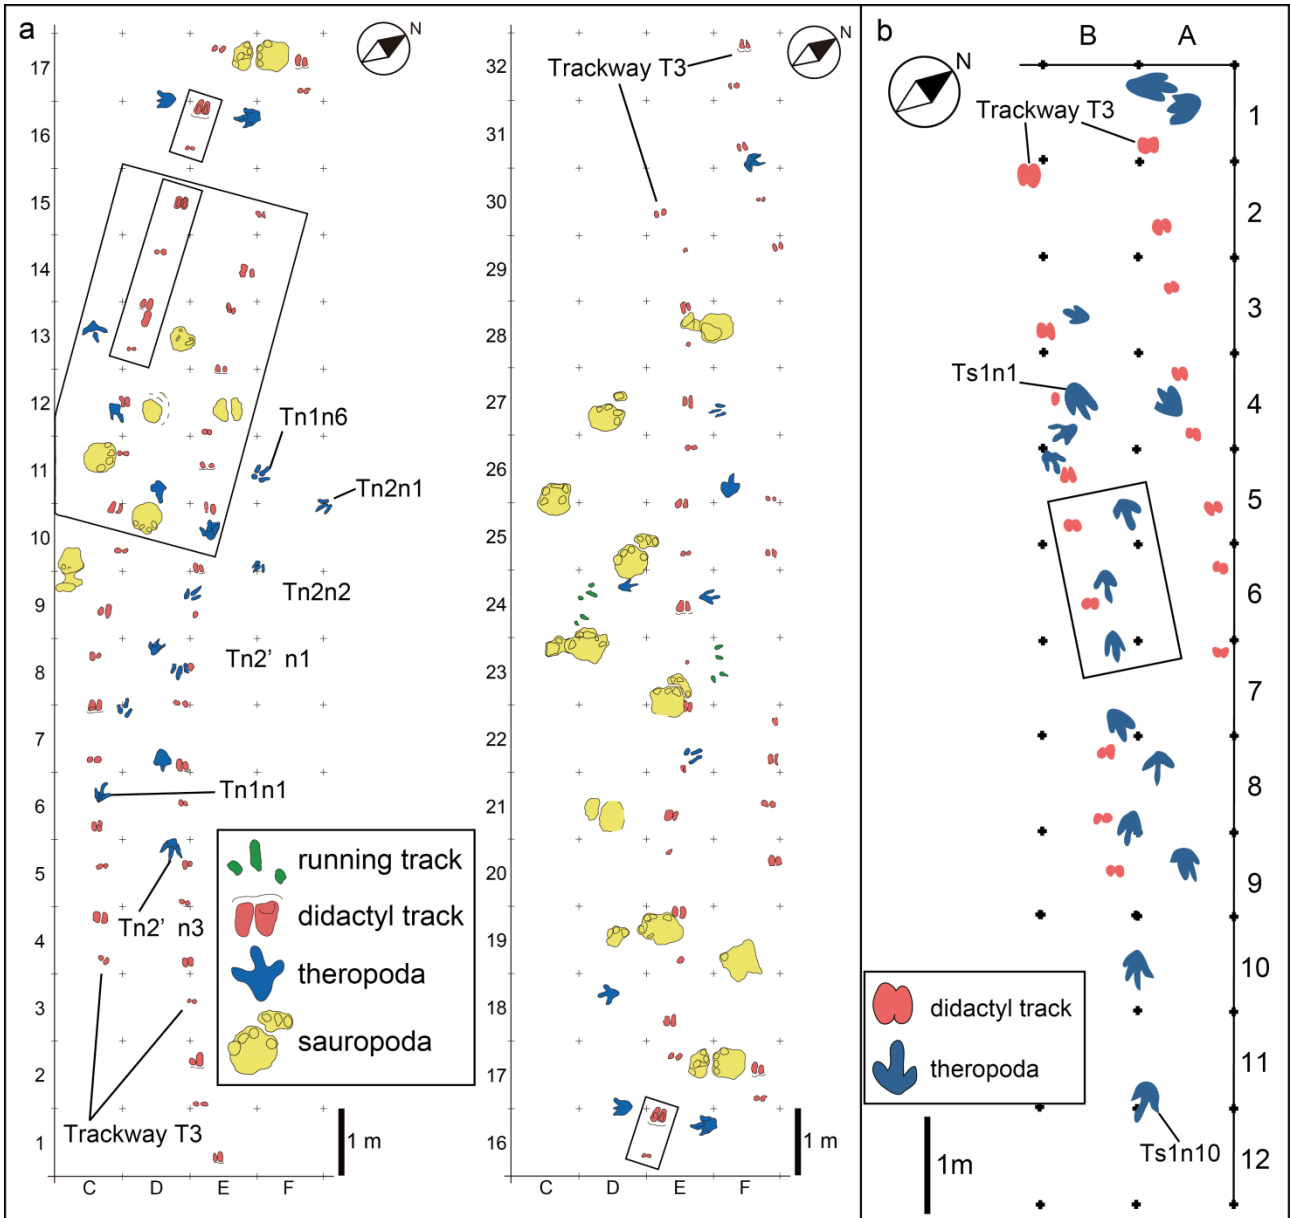 a
N
17
16
15
14
13
12
11
10
9
8
7
6
5
4
3
2
1
C D E F
Tn1n6
Tn2n1
Tn2n2
Tn2’ n1
Tn1n1
Tn2’ n3
Trackway T3
running track
didactyl track
theropoda
sauropoda
1 m
N
Trackway T3
32
31
30
29
28
27
26
25
24
23
22
21
20
19
18
17
16
C D E F
1 m
b
B A
N
Trackway T3
1
2
3
Ts1n1
4
5
6
7
8
9
10
11
12
didactyl track
theropoda
Ts1n10
1m